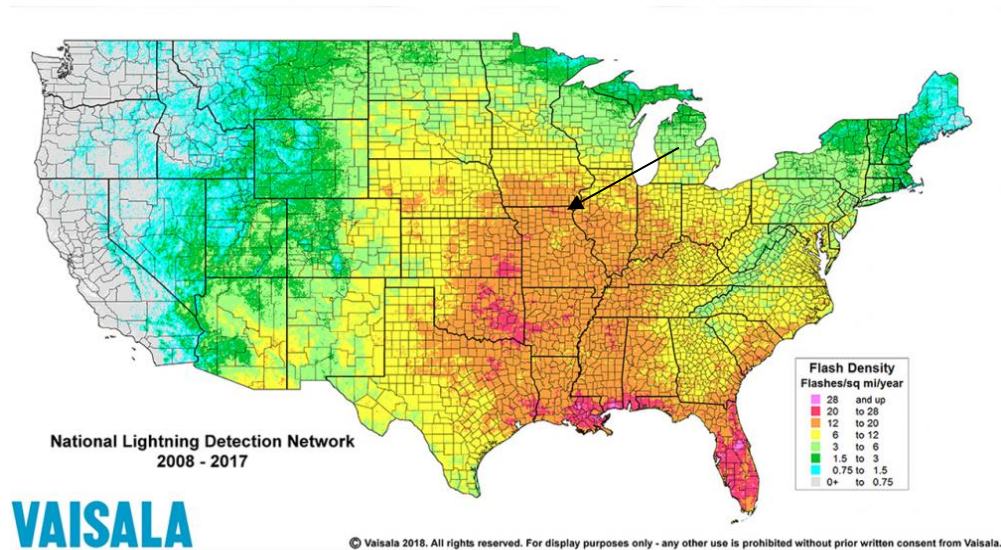 Flash Density
Flashes/sq mi/year
28 and up
20 to 28
12 to 20
6 to 12
3 to 6
1.5 to 3
0.75 to 1.5
0+ to 0.75
National Lightning Detection Network
2008 - 2017
VAISALA
© Vaisala 2018. All rights reserved. For display purposes only - any other use is prohibited without prior written consent from Vaisala.